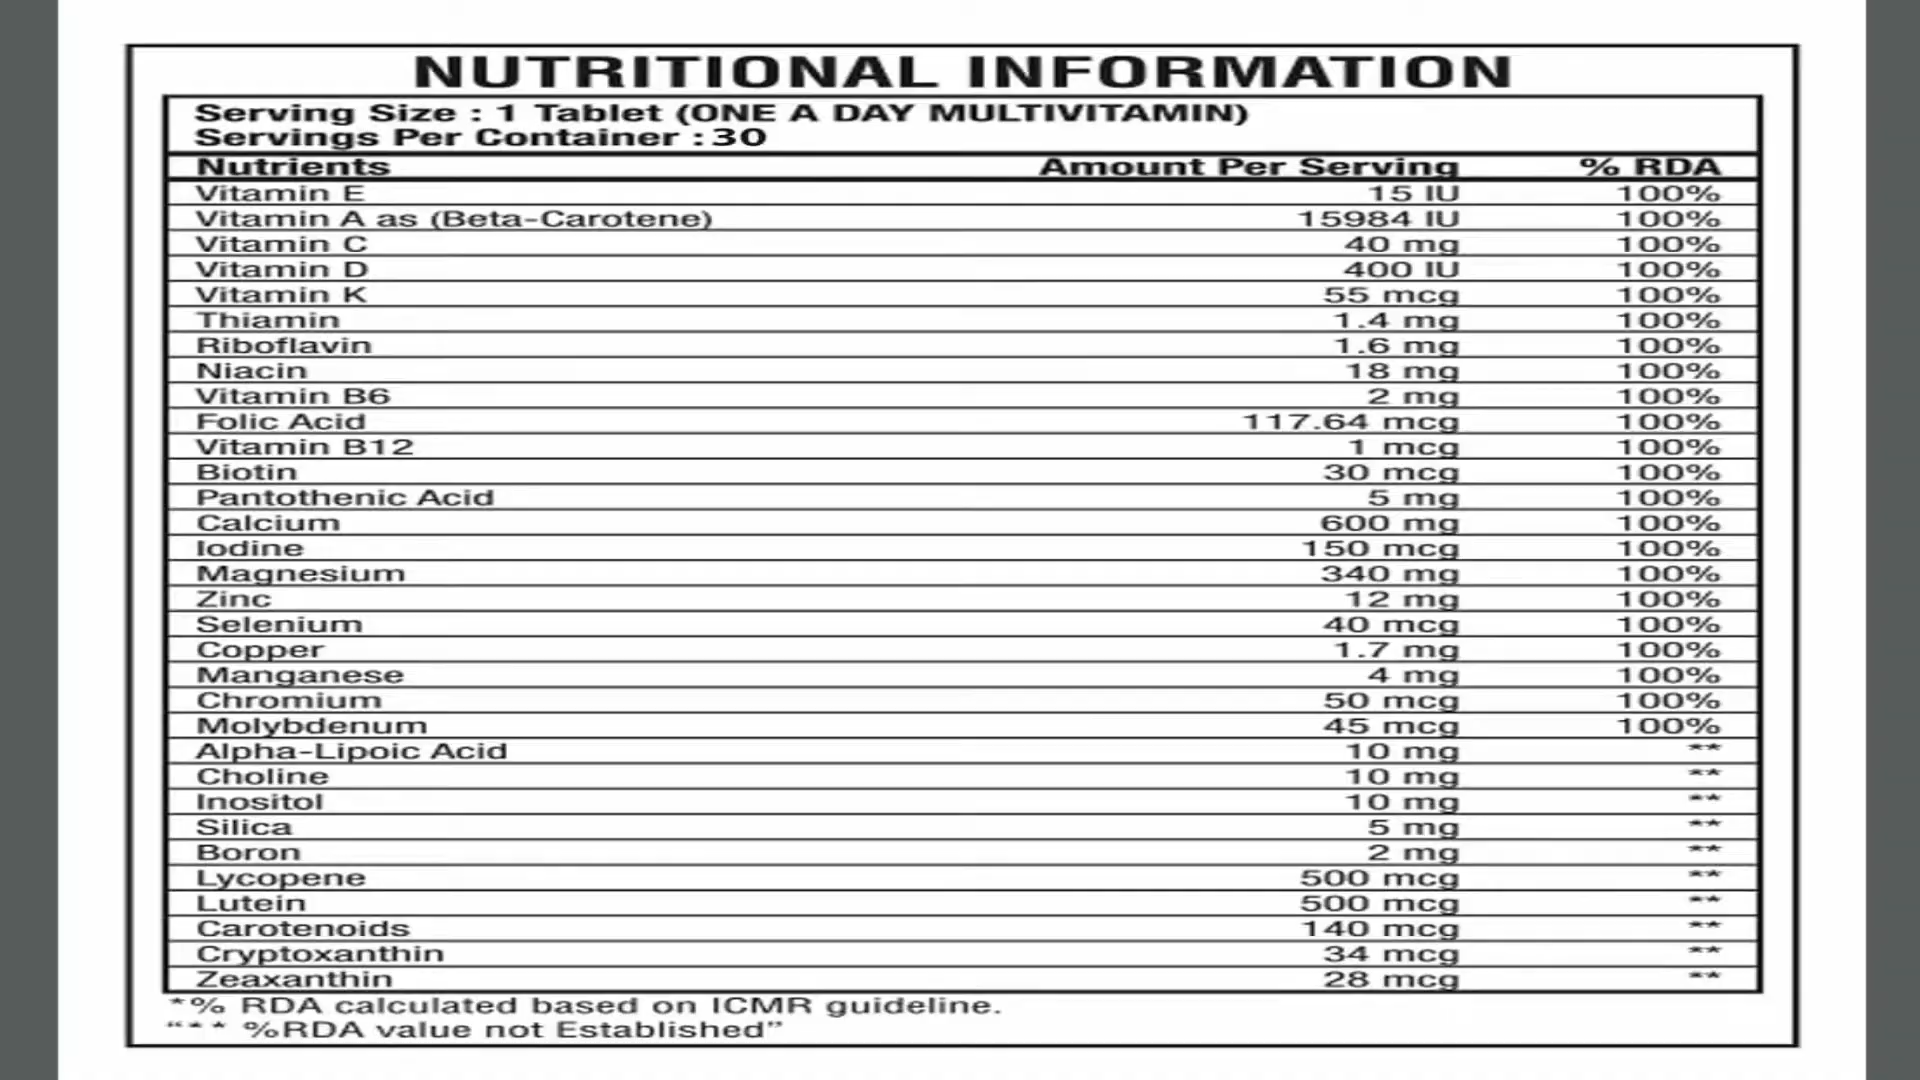 NUTRITIONAL INFORMATION
Serving Size : 1 Tablet (ONE A DAY MULTIVITAMIN)
Servings Per Container : 30
Nutrients Amount Per Serving % RDA
Vitamin E 15 IU 100%
Vitamin A as (Beta-Carotene) 15984 IU 100%
Vitamin C 40 mg 100%
Vitamin D 400 IU 100%
Vitamin K 55 mcg 100%
Thiamin 1.4 mg 100%
Riboflavin 1.6 mg 100%
Niacin 18 mg 100%
Vitamin B6 2 mg 100%
Folic Acid 117.64 mcg 100%
Vitamin B12 1 mcg 100%
Biotin 30 mcg 100%
Pantothenic Acid 5 mg 100%
Calcium 600 mg 100%
Iodine 150 mcg 100%
Magnesium 340 mg 100%
Zinc 12 mg 100%
Selenium 40 mcg 100%
Copper 1.7 mg 100%
Manganese 4 mg 100%
Chromium 50 mcg 100%
Molybdenum 45 mcg 100%
Alpha-Lipoic Acid 10 mg **
Choline 10 mg **
Inositol 10 mg **
Silica 5 mg **
Boron 2 mg **
Lycopene 500 mcg **
Lutein 500 mcg **
Carotenoids 140 mcg **
Cryptoxanthin 34 mcg **
Zeaxanthin 28 mcg **
*% RDA calculated based on ICMR guideline.
“** %RDA value not Established”